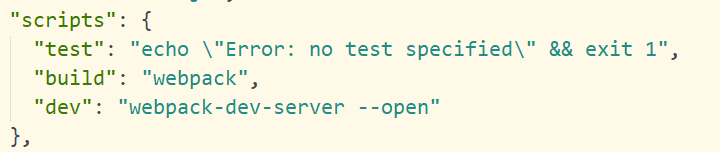 "scripts": {
"test": "echo \"Error: no test specified\" && exit 1",
"build": "webpack",
"dev": "webpack-dev-server --open"
},